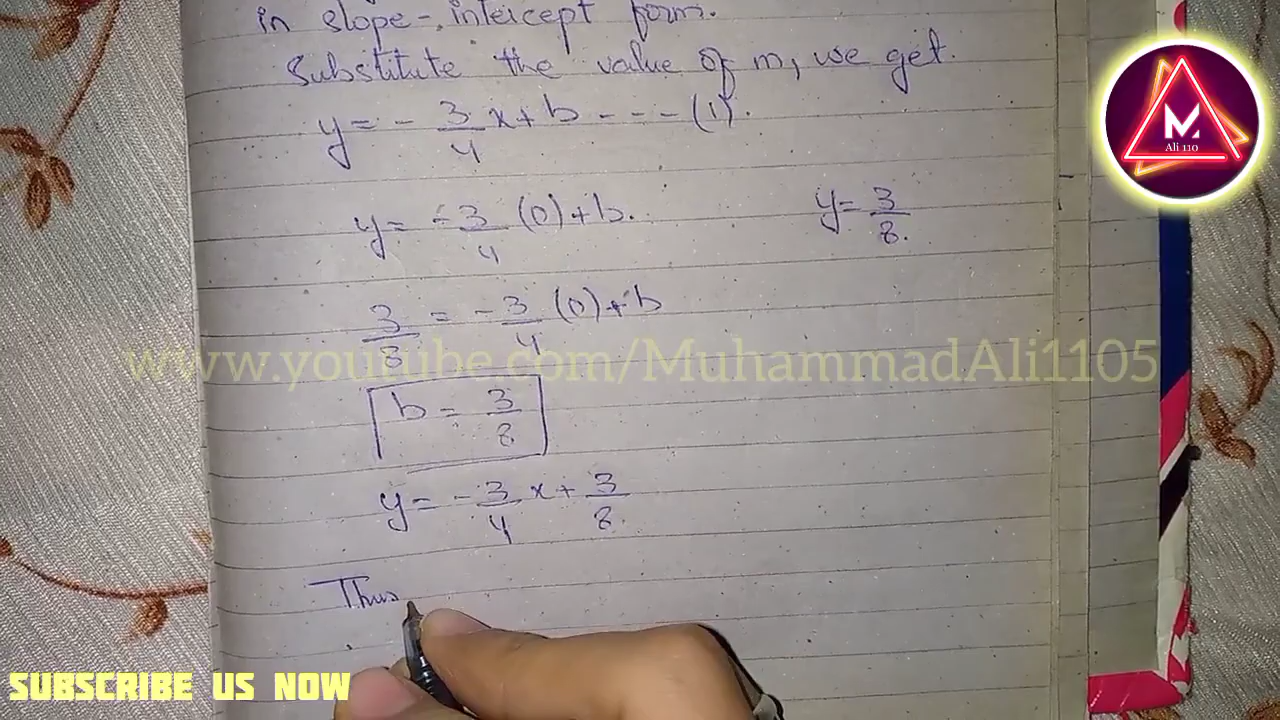 in slope-intercept form.
Substitute the value of m, we get.
y = - 3/4 x + b - - - - (1).
y = - 3/4 (0) + b.
y = 3/8.
3/8 = - 3/4 (0) + b
b = 3/8
y = - 3/4 x + 3/8
Thus
M
Ali 110
www.youtube.com/MuhammadAli1105
SUBSCRIBE US NOW